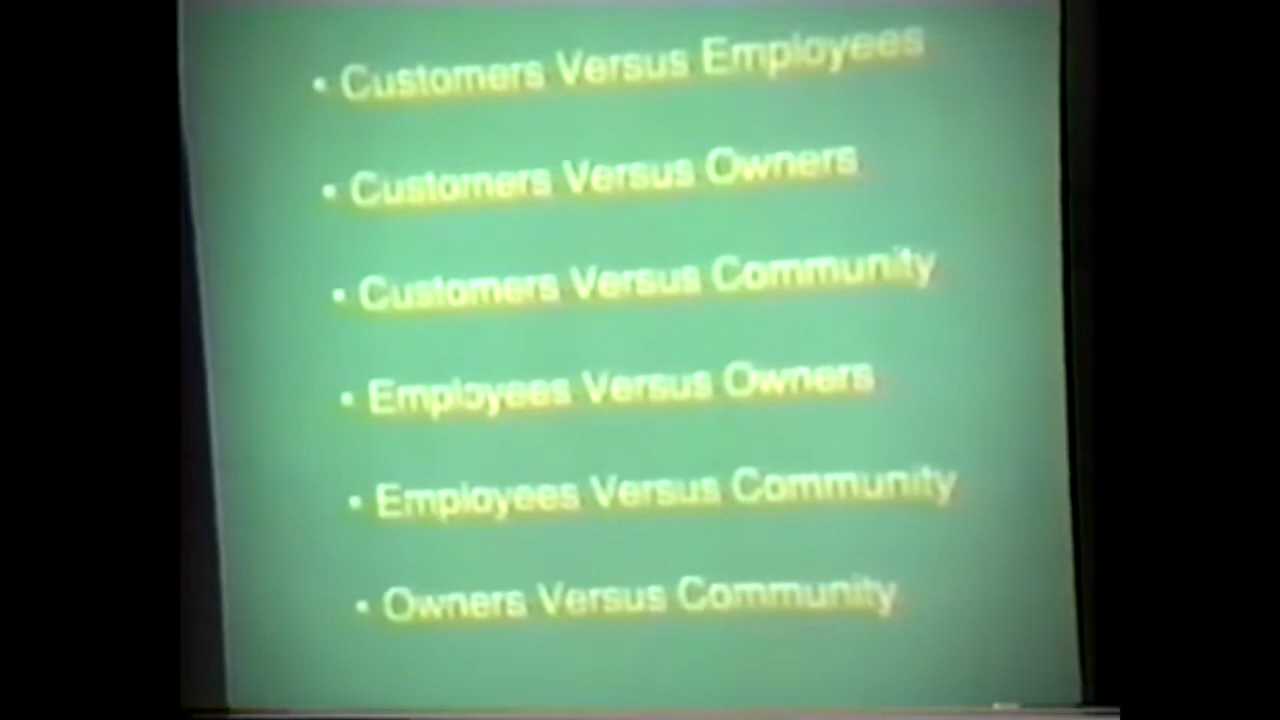 • Customers Versus Employees
• Customers Versus Owners
• Customers Versus Community
• Employees Versus Owners
• Employees Versus Community
• Owners Versus Community